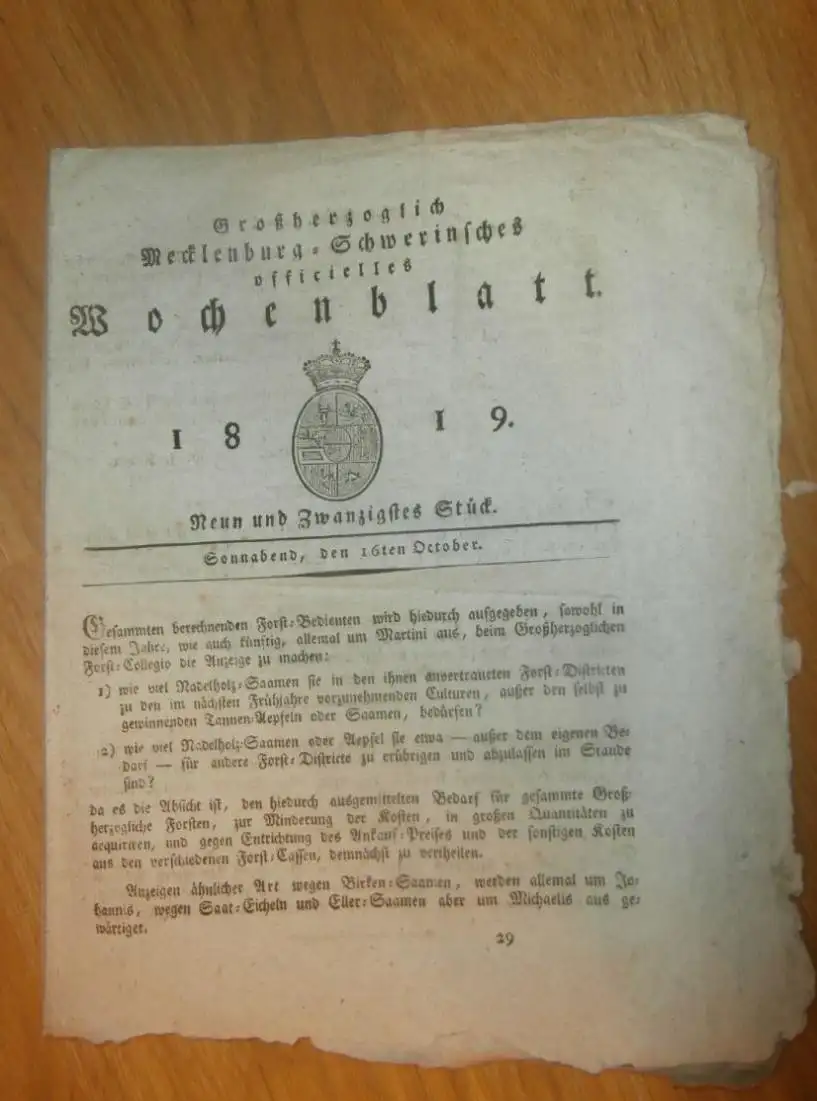 Großherzoglich
Mecklenburg-Schwerinsches
officielles
Wochenblatt.
1819.
Neun und Zwanzigstes Stück.
Sonnabend, den 16ten October.
Gesammten berechnenden Forst-Bedienten wird hiedurch aufgegeben, sowohl in
diesem Jahre, wie auch künftig, allemal um Martini aus, beim Großherzoglichen
Forst-Collegio die Anzeige zu machen:
1) wie viel Nadelholz-Saamen sie in den ihnen anvertraueten Forst-Districten
zu den im nächsten Frühjahre vorzunehmenden Culturen, außer den selbst zu
gewinnenden Tannen-Aepfeln oder Saamen, bedürfen?
2) wie viel Nadelholz-Saamen oder Aepfel sie etwa — außer dem eigenen Be-
darf — für andere Forst-Districte zu erübrigen und abzulassen im Stande
sind?
da es die Absicht ist, den hiedurch ausgemittelten Bedarf für gesammte Groß-
herzogliche Forsten, zur Minderung der Kosten, in großen Quantitäten zu
acquiriren, und gegen Entrichtung des Ankauf-Preises und der sonstigen Kosten
aus den verschiedenen Forst-Cassen, demnächst zu vertheilen.
Anzeigen ähnlicher Art wegen Birken-Saamen, werden allemal um Jo-
hannis, wegen Saat-Eicheln und Eller-Saamen aber um Michaelis aus ge-
wärtiget.
29